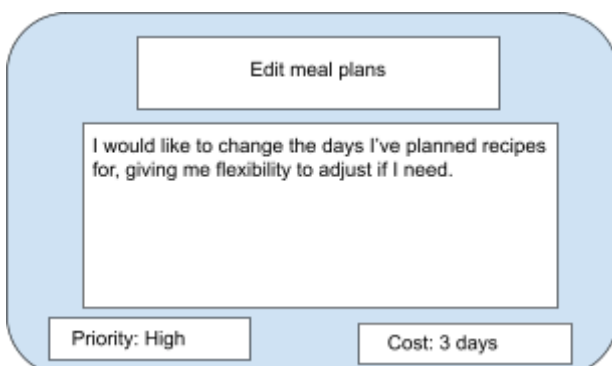 Edit meal plans
I would like to change the days I've planned recipes
for, giving me flexibility to adjust if I need.
Priority: High
Cost: 3 days